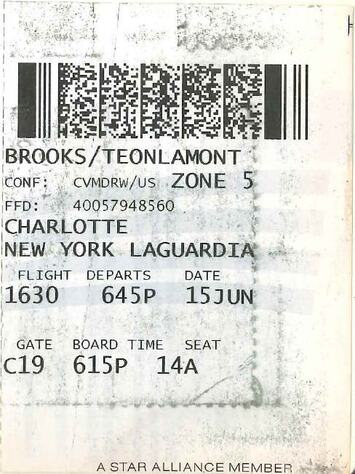 BROOKS/TEONLAMONT
CONF: CVMDRW/US ZONE 5
FFD: 40057948560
CHARLOTTE
NEW YORK LAGUARDIA
FLIGHT DEPARTS DATE
1630 645P 15JUN
GATE BOARD TIME SEAT
C19 615P 14A
A STAR ALLIANCE MEMBER